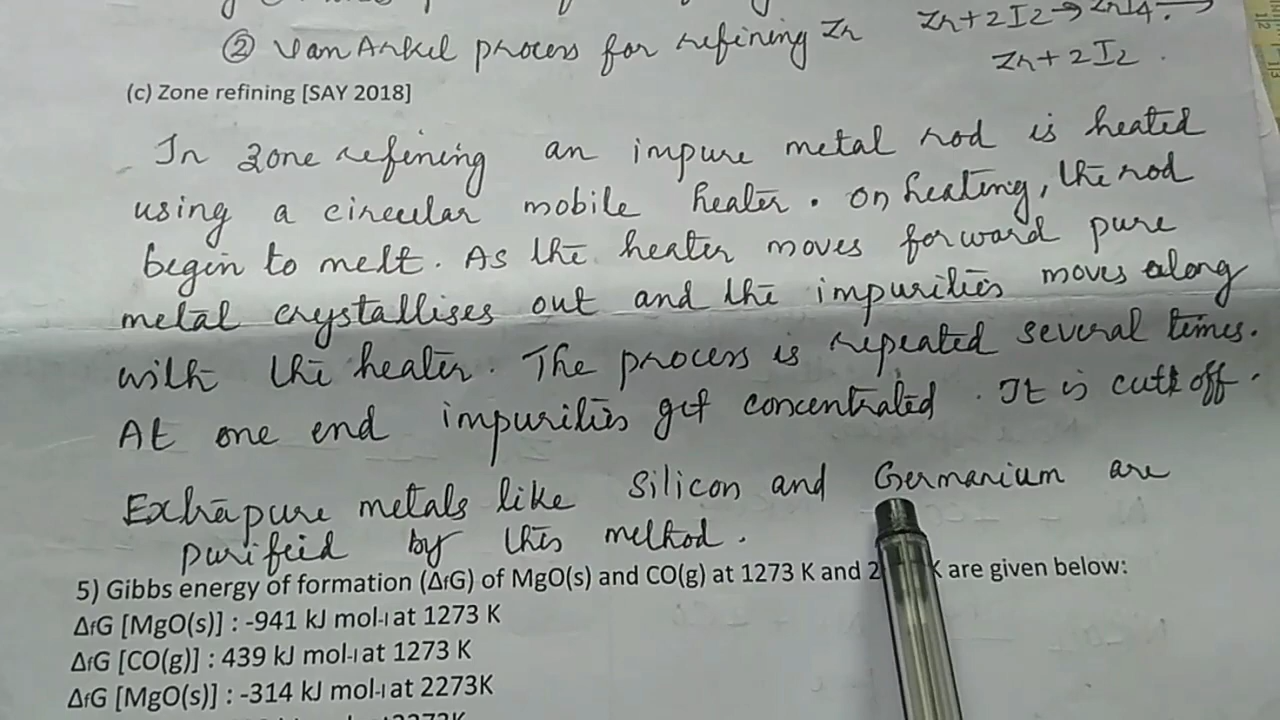 ② Van Arkel process for refining Zr Zr + 2I2 → ZrI4 →
Zr + 2I2 .
(c) Zone refining [SAY 2018]
In zone refining an impure metal rod is heated
using a circular mobile heater. On heating, the rod
begin to melt. As the heater moves forward pure
metal crystallises out and the impurities moves along
with the heater. The process is repeated several times.
At one end impurities get concentrated. It is cutt off.
Extrapure metals like Silicon and Germanium are
purifeid by this method.
5) Gibbs energy of formation (ΔfG) of MgO(s) and CO(g) at 1273 K and 2 K are given below:
ΔfG [MgO(s)] : -941 kJ mol-1 at 1273 K
ΔfG [CO(g)] : 439 kJ mol-1 at 1273 K
ΔfG [MgO(s)] : -314 kJ mol-1 at 2273K